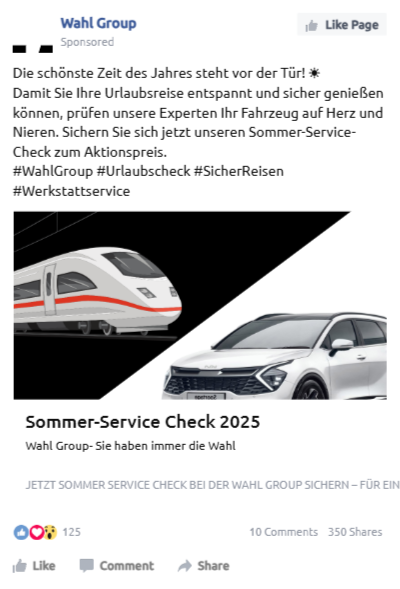 Wahl Group
Sponsored
Like Page
Die schönste Zeit des Jahres steht vor der Tür! ☀
Damit Sie Ihre Urlaubsreise entspannt und sicher genießen
können, prüfen unsere Experten Ihr Fahrzeug auf Herz und
Nieren. Sichern Sie sich jetzt unseren Sommer-Service-
Check zum Aktionspreis.
#WahlGroup #Urlaubscheck #SicherReisen
#Werkstattservice
Sommer-Service Check 2025
Wahl Group- Sie haben immer die Wahl
JETZT SOMMER SERVICE CHECK BEI DER WAHL GROUP SICHERN – FÜR EIN
125
10 Comments 350 Shares
Like Comment Share